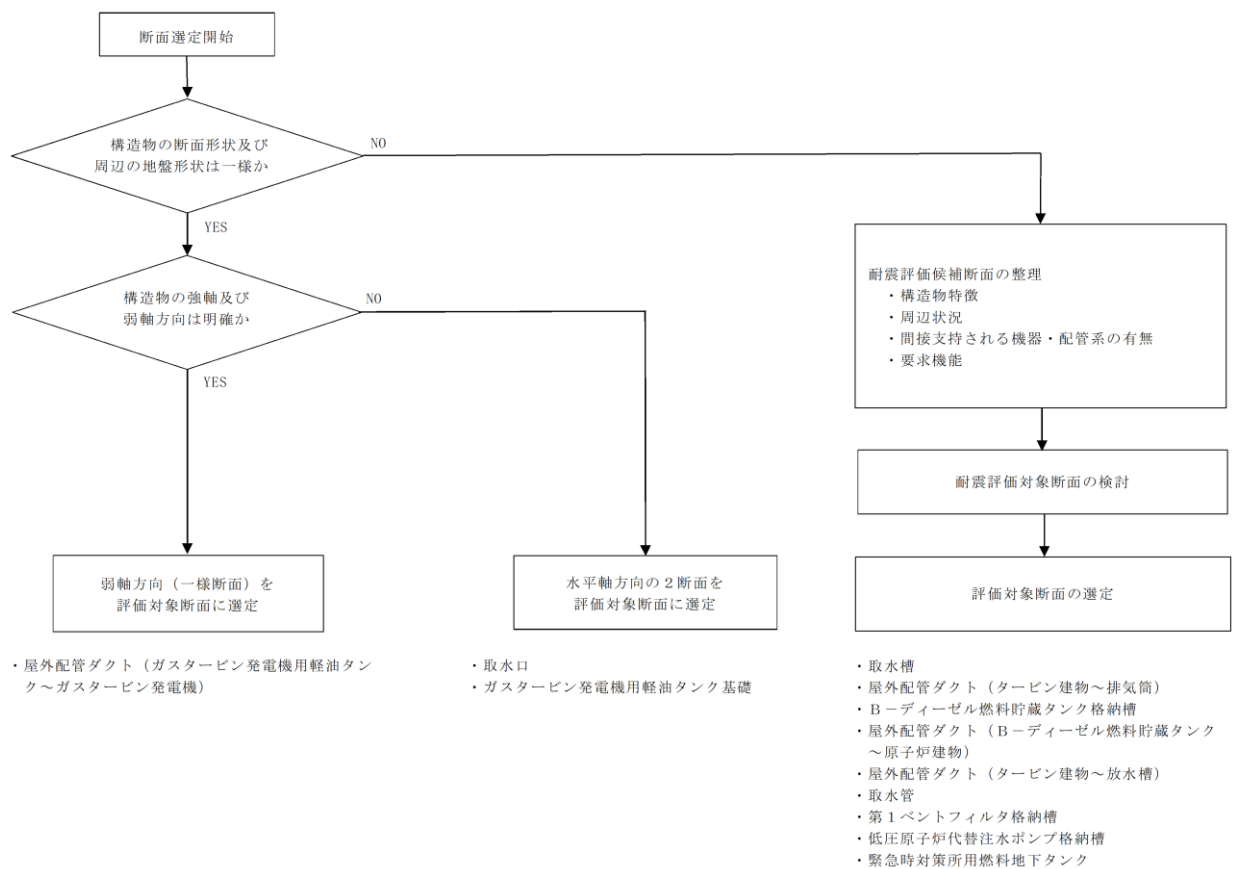 断面選定開始
構造物の断面形状及び
周辺の地盤形状は一様か
NO
YES
構造物の強軸及び
弱軸方向は明確か
NO
YES
耐震評価候補断面の整理
・構造物特徴
・周辺状況
・間接支持される機器・配管系の有無
・要求機能
耐震評価対象断面の検討
弱軸方向（一様断面）を
評価対象断面に選定
水平軸方向の２断面を
評価対象断面に選定
評価対象断面の選定
・屋外配管ダクト（ガスタービン発電機用軽油タン
ク～ガスタービン発電機）
・取水口
・ガスタービン発電機用軽油タンク基礎
・取水槽
・屋外配管ダクト（タービン建物～排気筒）
・Ｂ－ディーゼル燃料貯蔵タンク格納槽
・屋外配管ダクト（Ｂ－ディーゼル燃料貯蔵タンク
～原子炉建物）
・屋外配管ダクト（タービン建物～放水槽）
・取水管
・第１ベントフィルタ格納槽
・低圧原子炉代替注水ポンプ格納槽
・緊急時対策所用燃料地下タンク